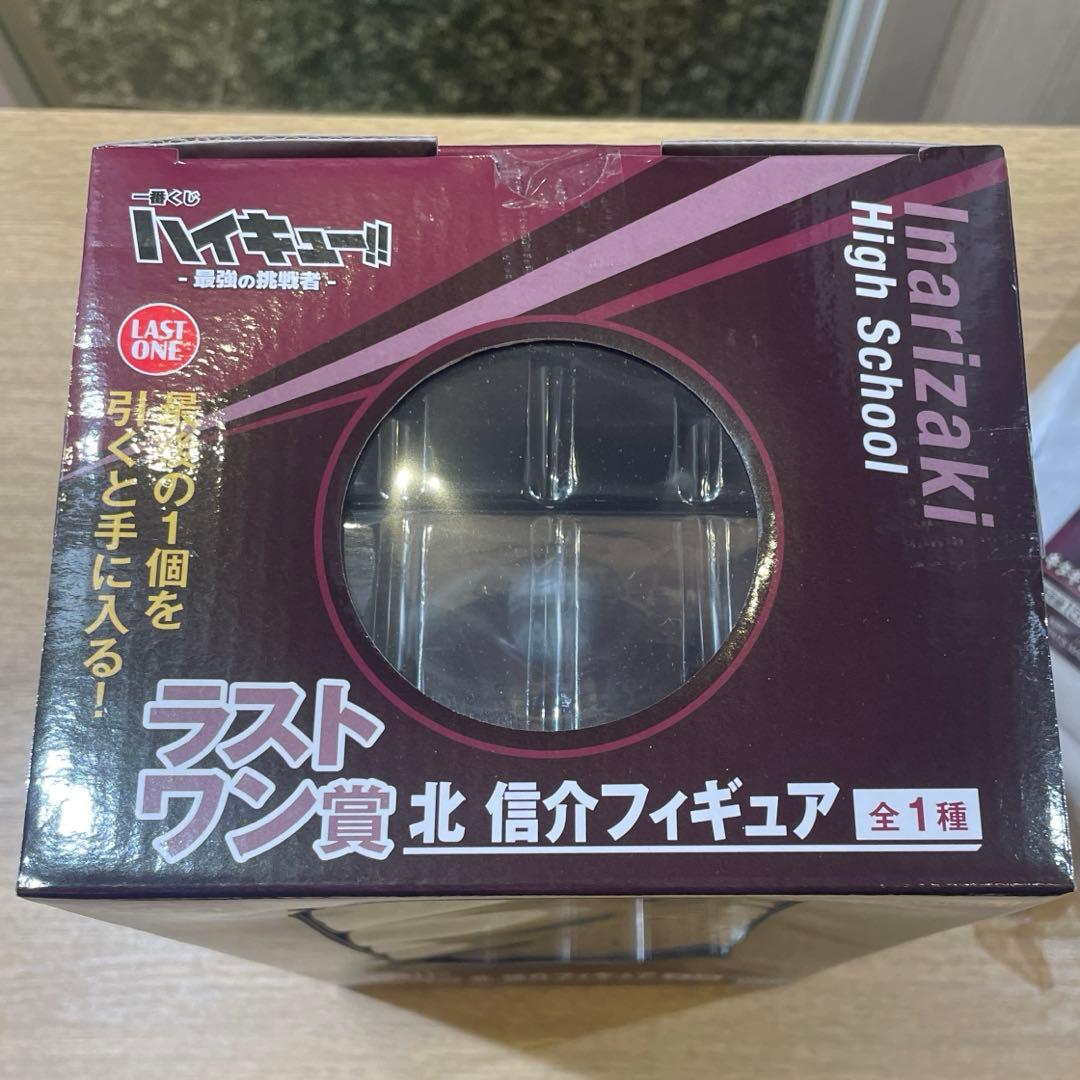 一番くじ
ハイキュー!!
- 最強の挑戦者 -
LAST
ONE
最後の1個を
引くと手に入る!
Inarizaki
High School
ラスト
ワン賞
北 信介フィギュア
全1種